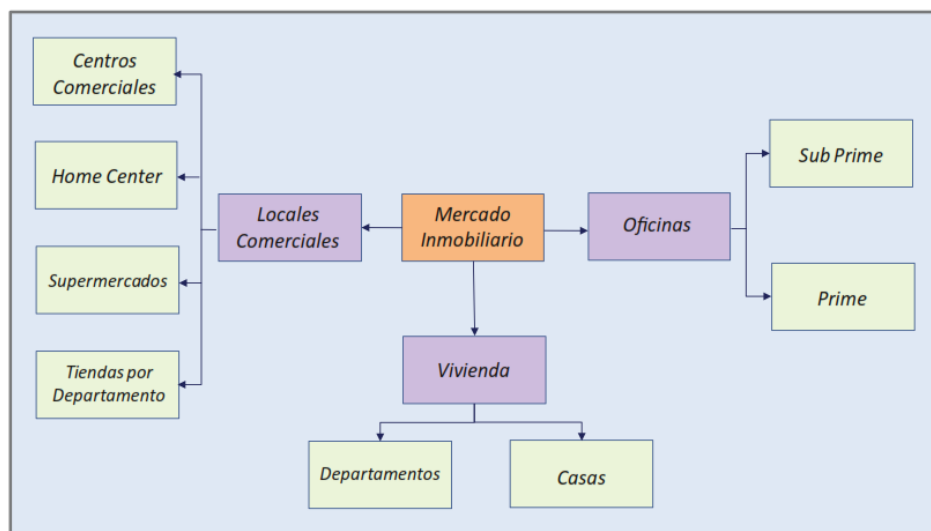 Centros
Comerciales
Home Center
Supermercados
Tiendas por
Departamento
Locales
Comerciales
Mercado
Inmobiliario
Oficinas
Sub Prime
Prime
Vivienda
Departamentos
Casas